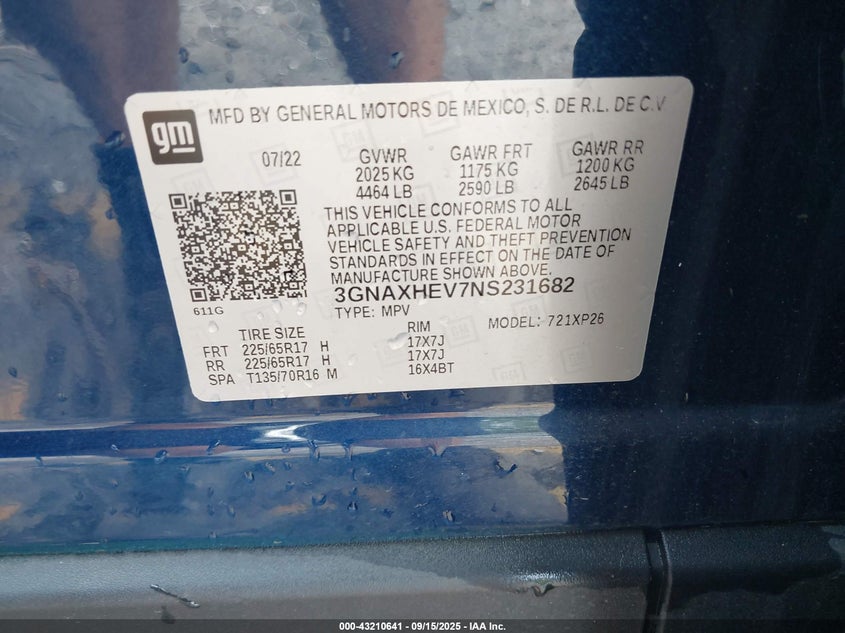 gm
MFD BY GENERAL MOTORS DE MEXICO, S. DE R.L. DE C.V
07/22
GVWR GAWR FRT GAWR RR
2025 KG 1175 KG 1200 KG
4464 LB 2590 LB 2645 LB
THIS VEHICLE CONFORMS TO ALL
APPLICABLE U.S. FEDERAL MOTOR
VEHICLE SAFETY AND THEFT PREVENTION
STANDARDS IN EFFECT ON THE DATE OF
MANUFACTURE SHOWN ABOVE.
3GNAXHEV7NS231682
611G
TYPE: MPV
MODEL: 721XP26
TIRE SIZE RIM
FRT 225/65R17 H 17X7J
RR 225/65R17 H 17X7J
SPA T135/70R16 M 16X4BT
000-43210641 - 09/15/2025 - IAA Inc.